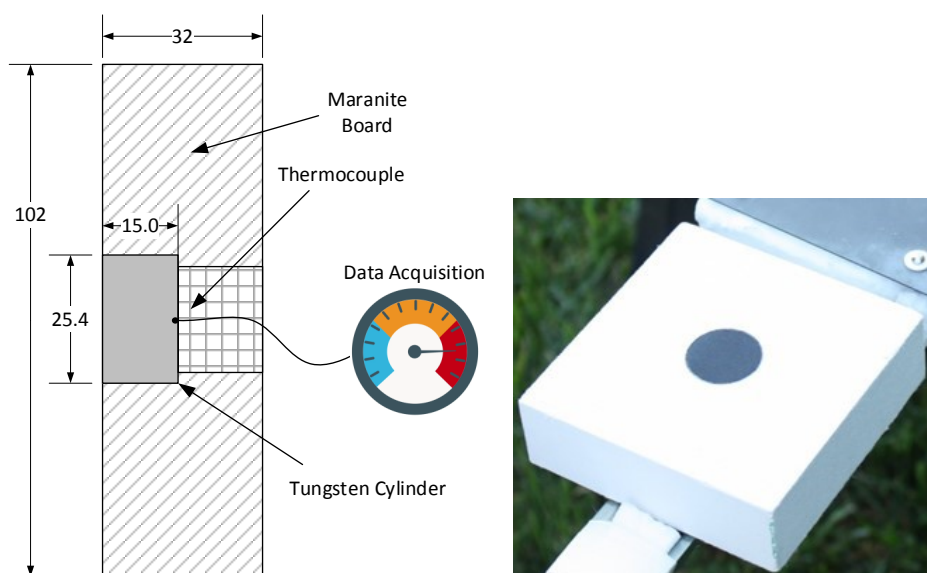 32
Maranite
Board
Thermocouple
102
15.0
Data Acquisition
25.4
Tungsten Cylinder